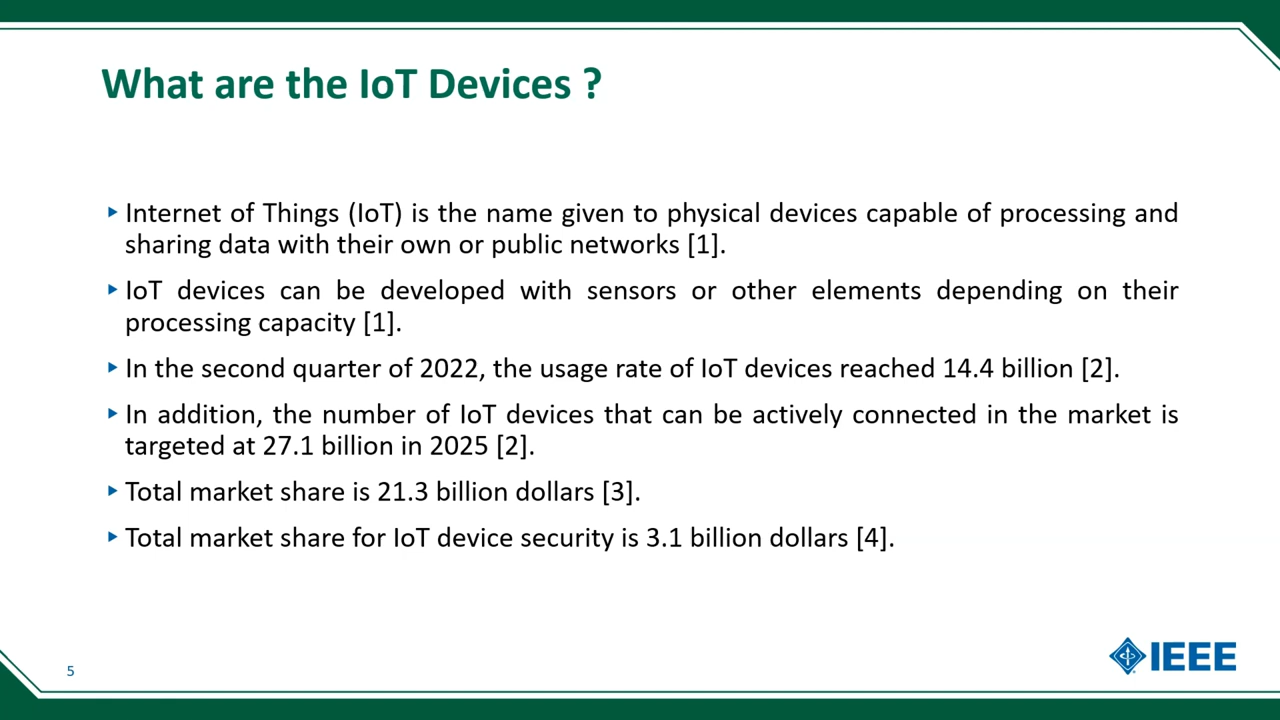 What are the IoT Devices ?
▸ Internet of Things (IoT) is the name given to physical devices capable of processing and
sharing data with their own or public networks [1].
▸ IoT devices can be developed with sensors or other elements depending on their
processing capacity [1].
▸ In the second quarter of 2022, the usage rate of IoT devices reached 14.4 billion [2].
▸ In addition, the number of IoT devices that can be actively connected in the market is
targeted at 27.1 billion in 2025 [2].
▸ Total market share is 21.3 billion dollars [3].
▸ Total market share for IoT device security is 3.1 billion dollars [4].
5
IEEE